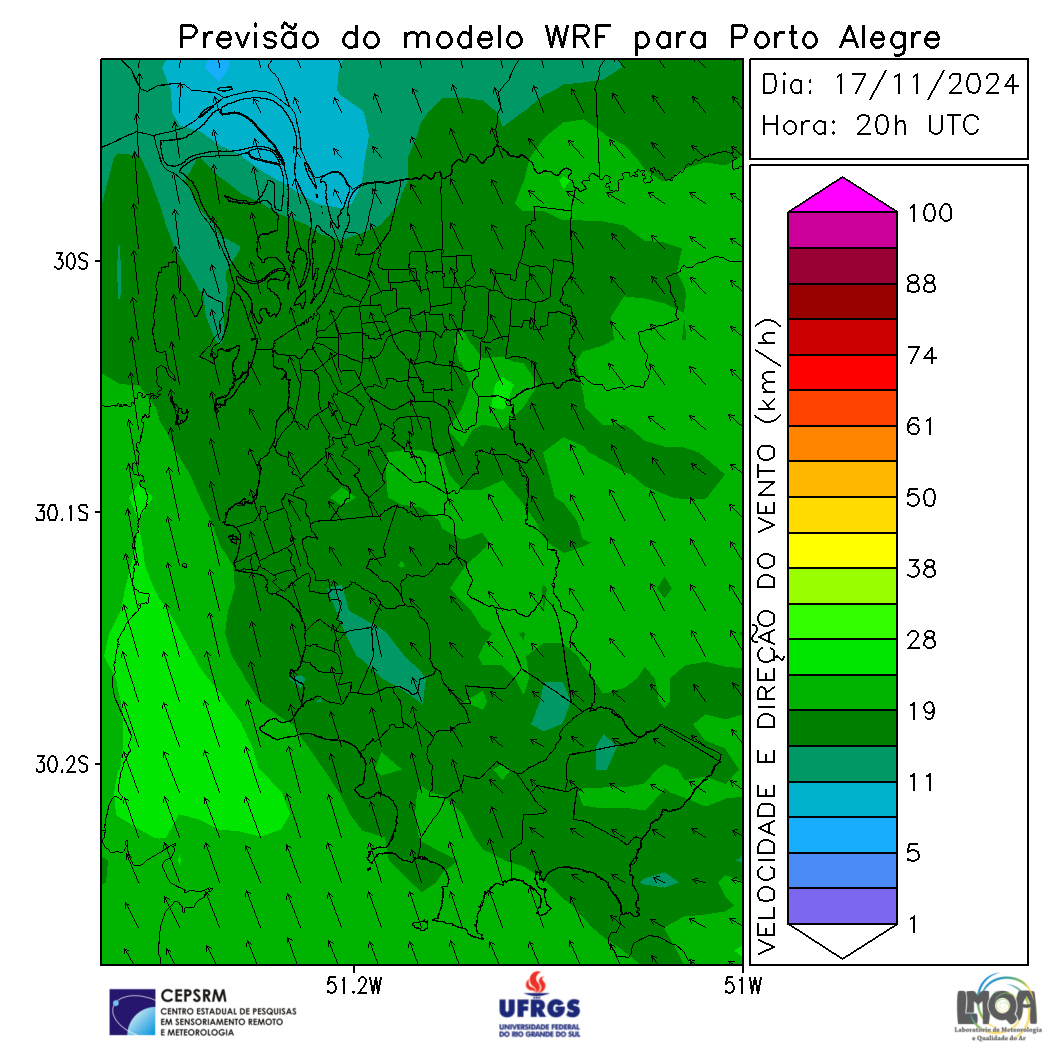 Previsão do modelo WRF para Porto Alegre
Dia: 17/11/2024
Hora: 20h UTC
30S
30.1S
30.2S
51.2W
51W
VELOCIDADE E DIREÇÃO DO VENTO (km/h)
100
88
74
61
50
38
28
19
11
5
1
CEPSRM
CENTRO ESTADUAL DE PESQUISAS
EM SENSORIAMENTO REMOTO
E METEOROLOGIA
UFRGS
UNIVERSIDADE FEDERAL
DO RIO GRANDE DO SUL
LMQA
Laboratório de Meteorologia
e Qualidade do Ar